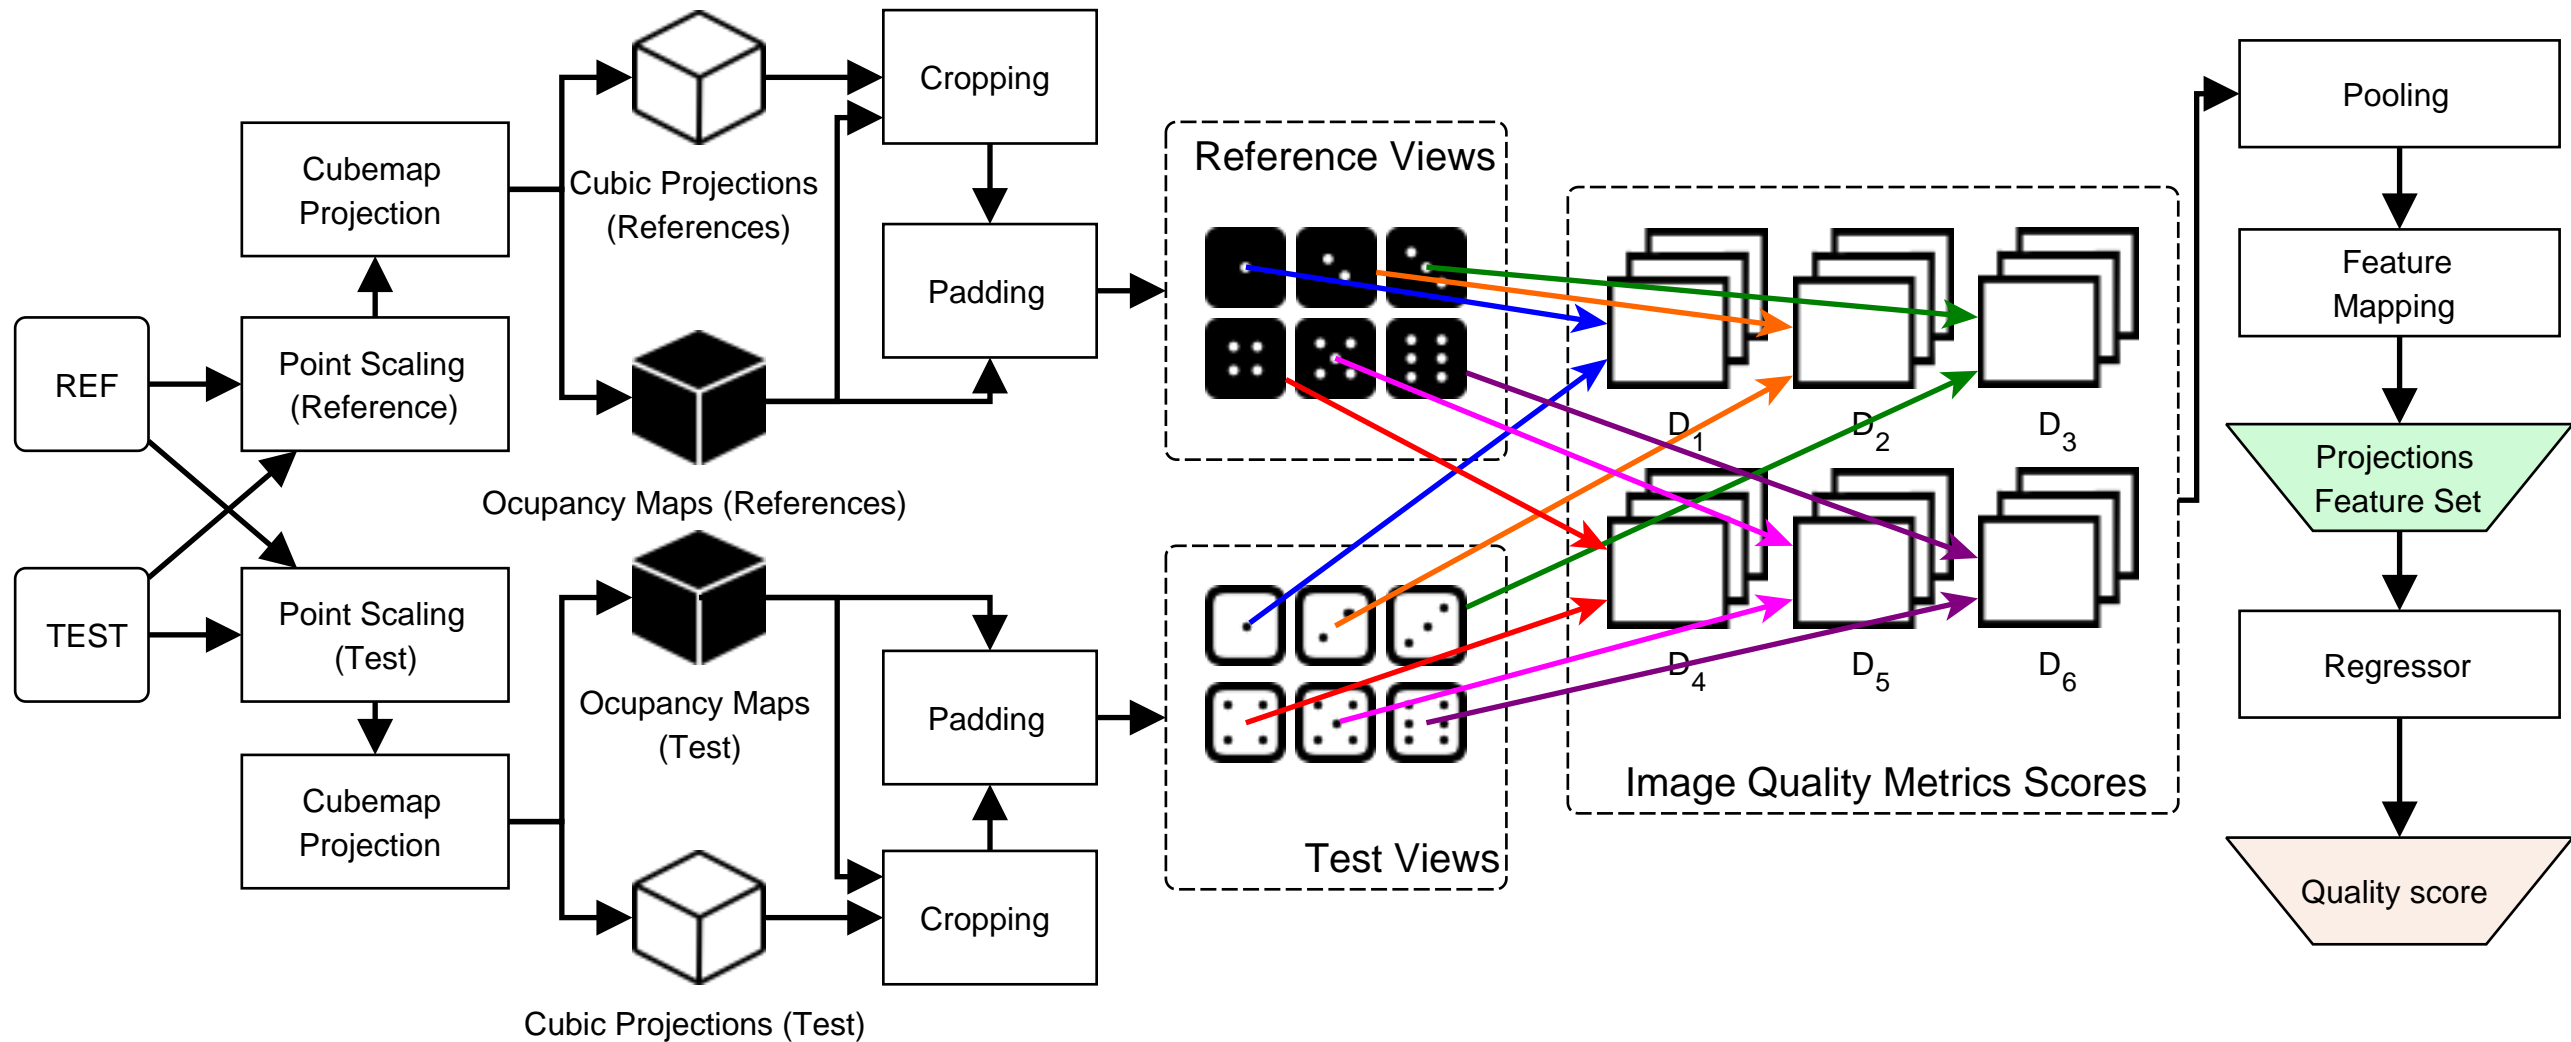 REF
TEST
Point Scaling
(Reference)
Cubemap
Projection
Point Scaling
(Test)
Cubemap
Projection
Cubic Projections
(References)
Ocupancy Maps (References)
Ocupancy Maps
(Test)
Cubic Projections (Test)
Cropping
Padding
Padding
Cropping
Reference Views
Test Views
D1
D2
D3
D4
D5
D6
Image Quality Metrics Scores
Pooling
Feature
Mapping
Projections
Feature Set
Regressor
Quality score